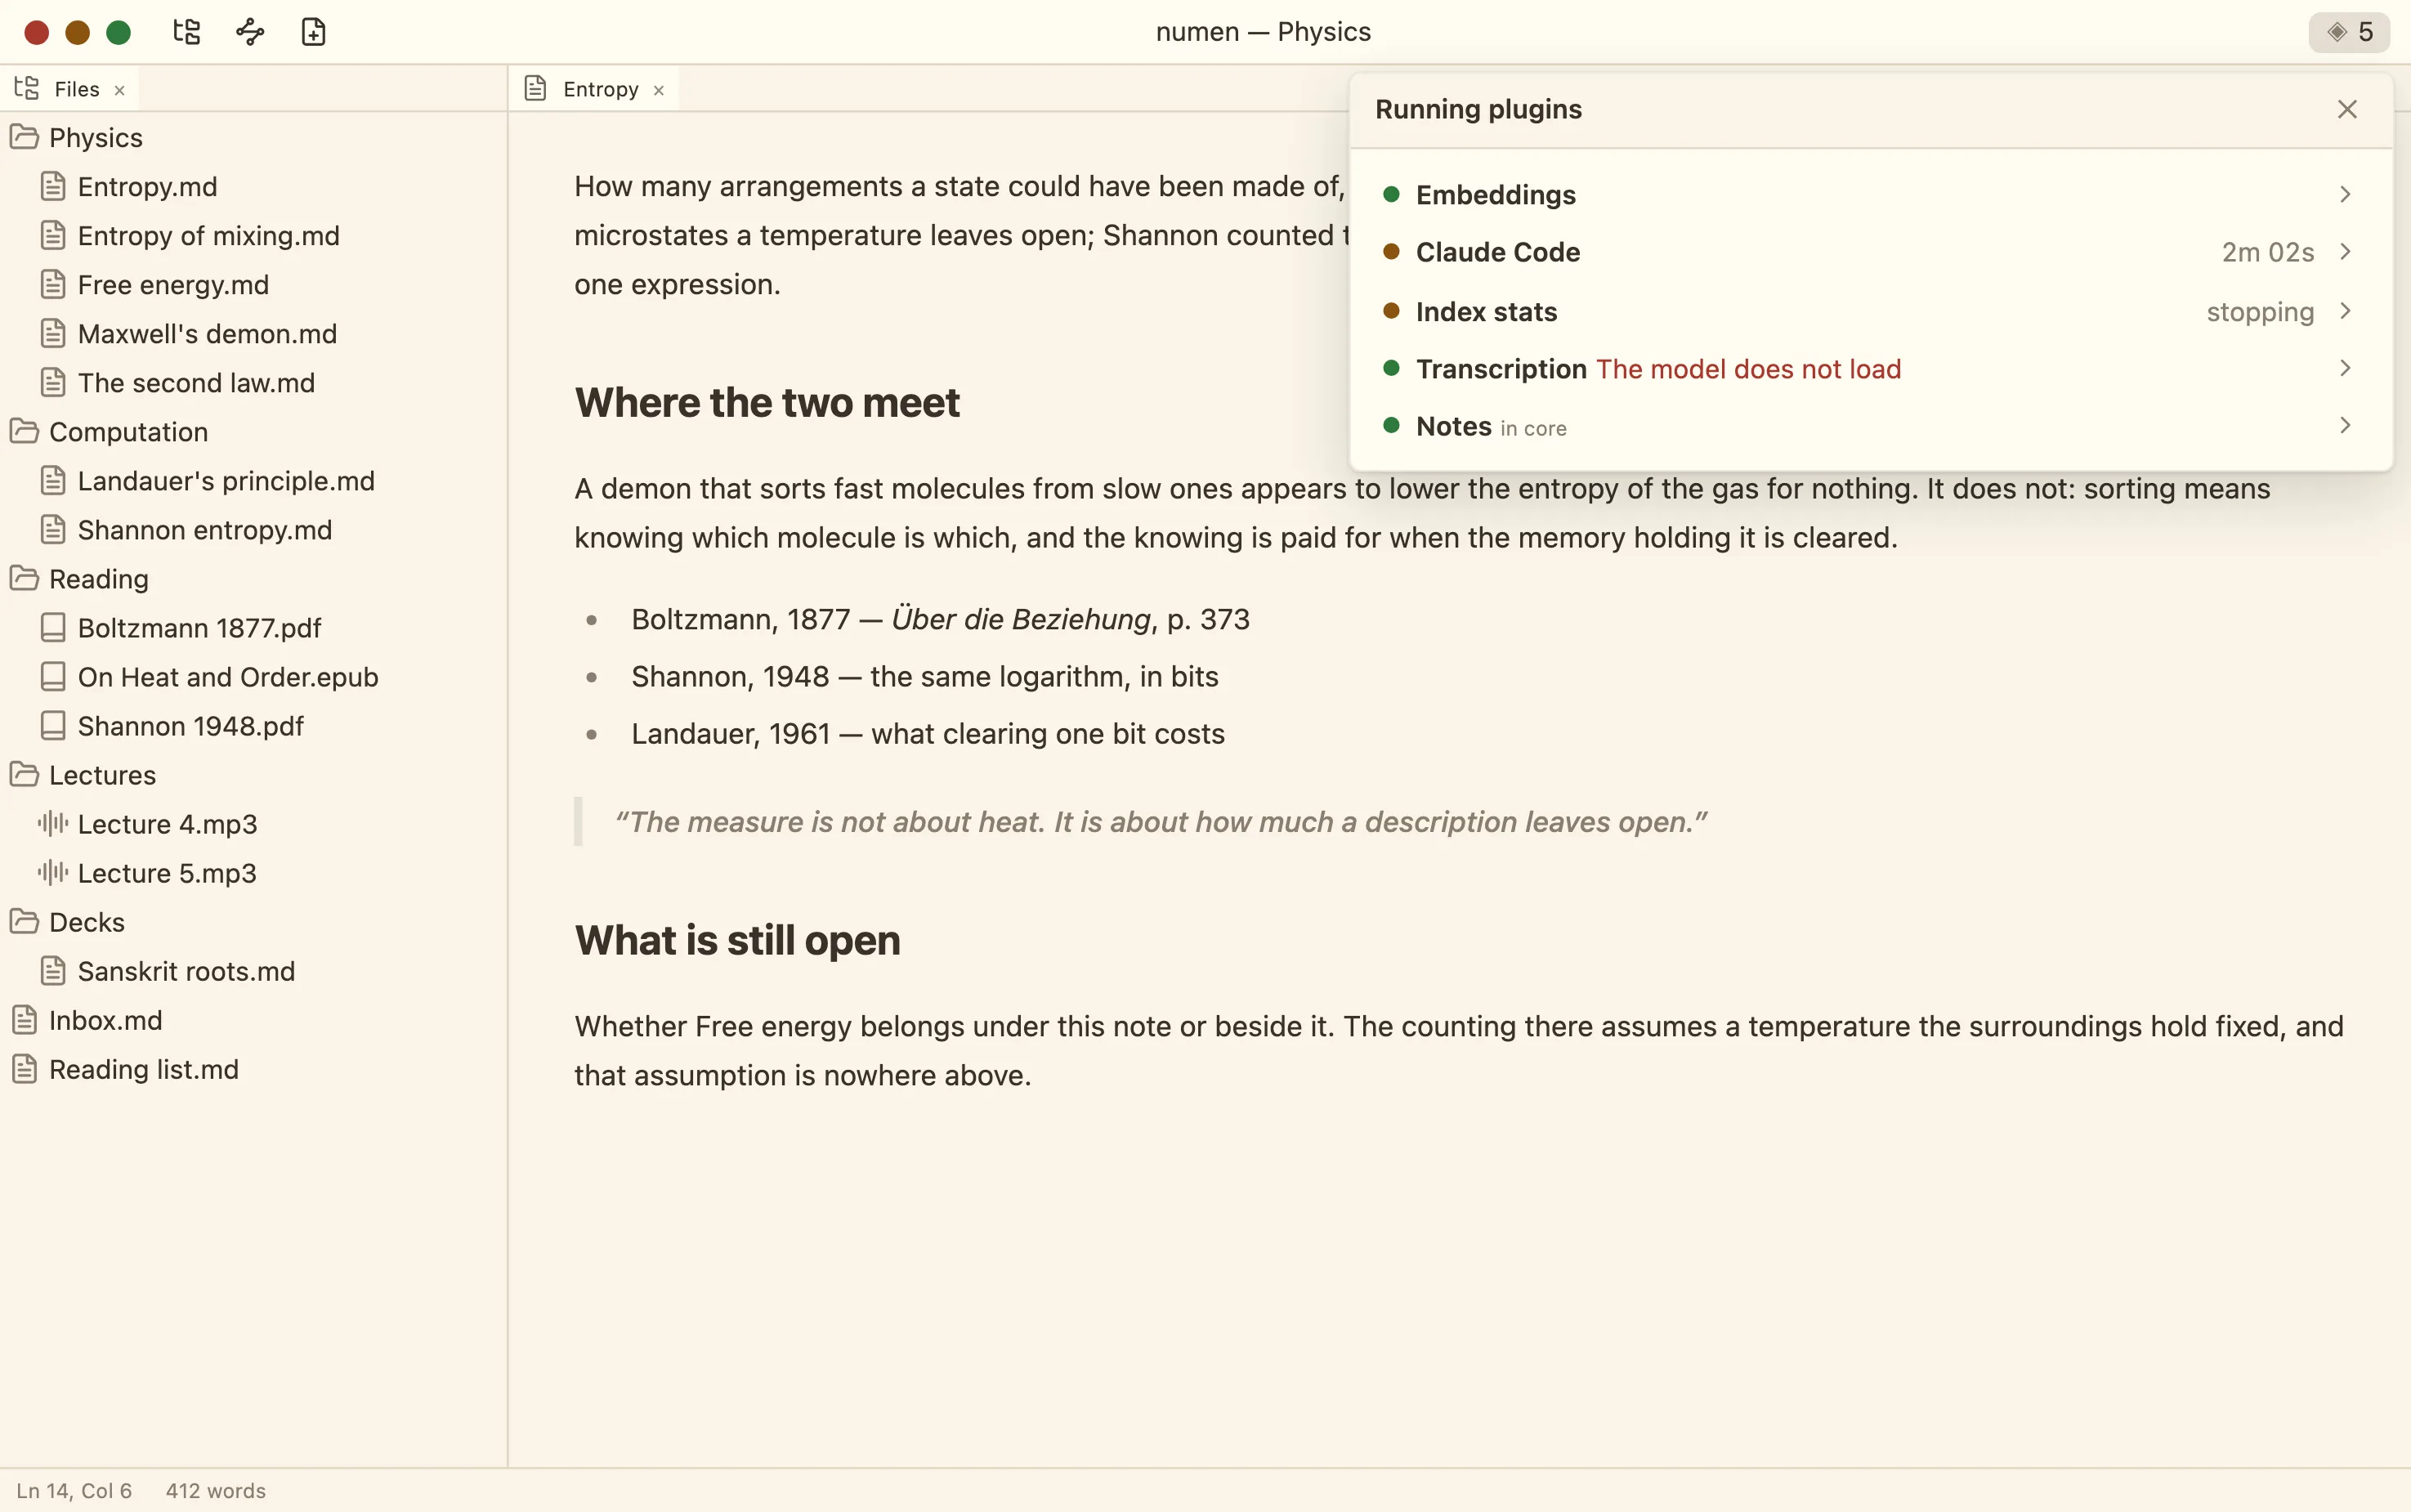 numen — Physics
5
Files
Physics
Entropy.md
Entropy of mixing.md
Free energy.md
Maxwell's demon.md
The second law.md
Computation
Landauer's principle.md
Shannon entropy.md
Reading
Boltzmann 1877.pdf
On Heat and Order.epub
Shannon 1948.pdf
Lectures
Lecture 4.mp3
Lecture 5.mp3
Decks
Sanskrit roots.md
Inbox.md
Reading list.md
Entropy
How many arrangements a state could have been made of,
microstates a temperature leaves open; Shannon counted
one expression.
Where the two meet
A demon that sorts fast molecules from slow ones appears to lower the entropy of the gas for nothing. It does not: sorting means
knowing which molecule is which, and the knowing is paid for when the memory holding it is cleared.
• Boltzmann, 1877 — Über die Beziehung, p. 373
• Shannon, 1948 — the same logarithm, in bits
• Landauer, 1961 — what clearing one bit costs
“The measure is not about heat. It is about how much a description leaves open.”
What is still open
Whether Free energy belongs under this note or beside it. The counting there assumes a temperature the surroundings hold fixed, and
that assumption is nowhere above.
Running plugins
Embeddings
Claude Code 2m 02s
Index stats stopping
Transcription The model does not load
Notes in core
Ln 14, Col 6 412 words